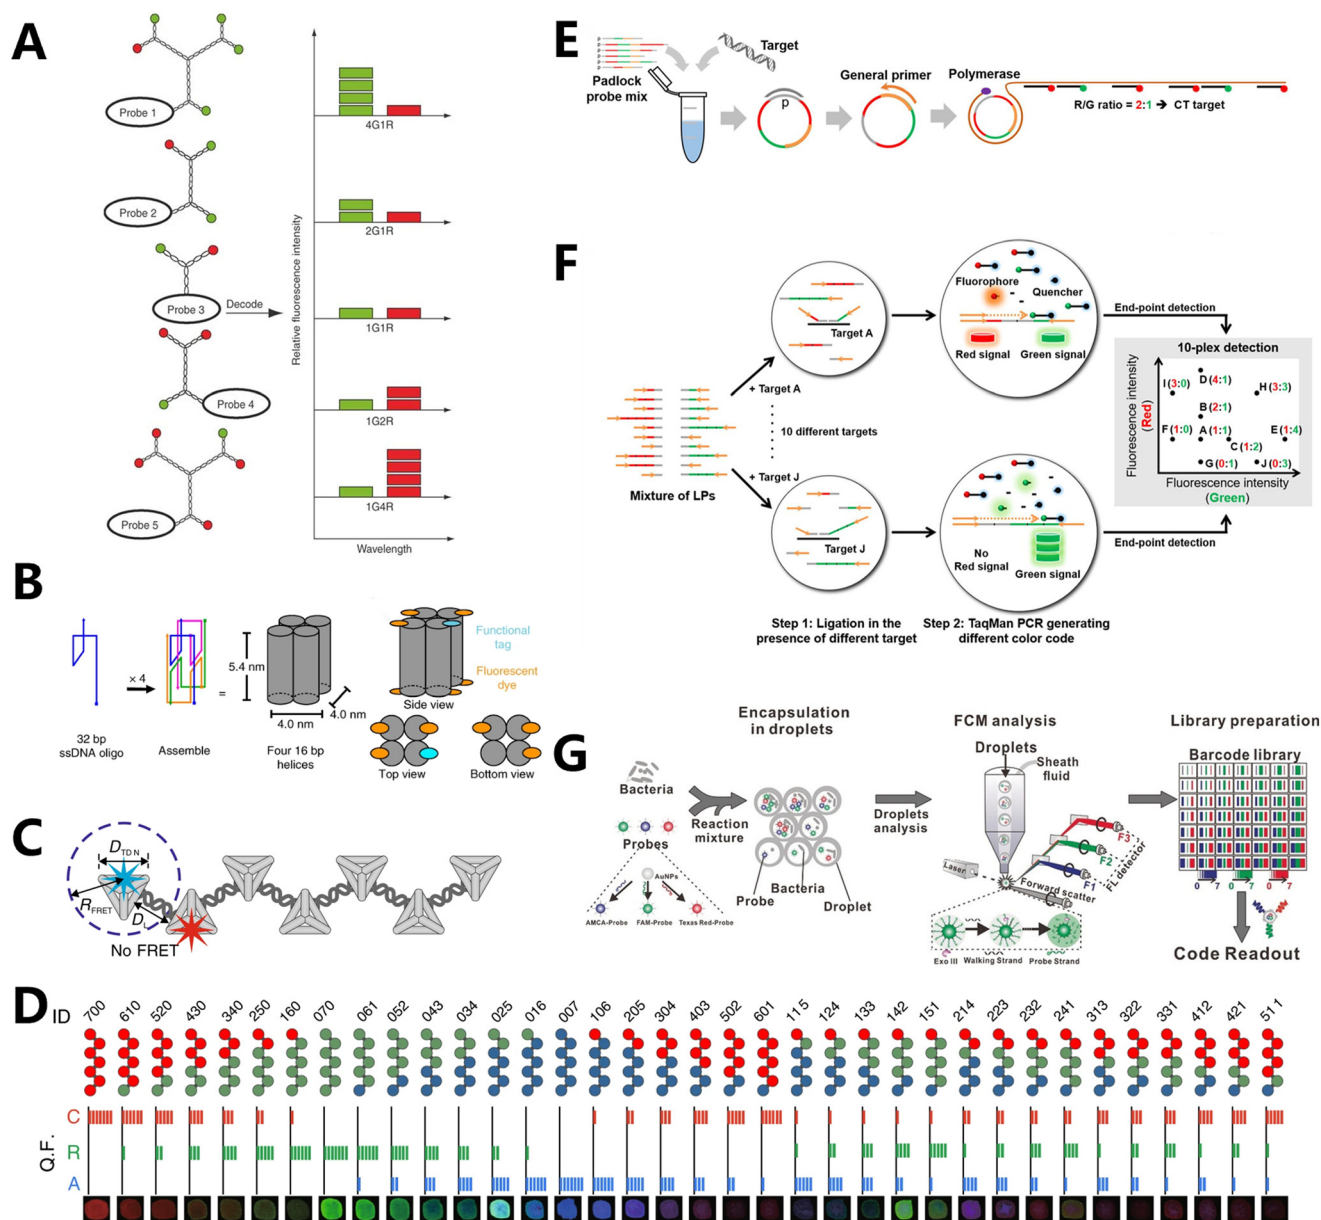 A
Probe 1
Probe 2
Probe 3
Probe 4
Probe 5
Decode
Relative fluorescence intensity
4G1R
2G1R
1G1R
1G2R
1G4R
Wavelength
B
32 bp
ssDNA oligo
× 4
Assemble
=
5.4 nm
4.0 nm
4.0 nm
Four 16 bp
helices
Functional
tag
Fluorescent
dye
Side view
Top view
Bottom view
C
D TDN
R FRET
No FRET
D
ID
700 610 520 430 340 250 160 070 061 052 043 034 025 016 007 106 205 304 403 502 601 115 124 133 142 151 214 223 232 241 313 322 331 412 421 511
Q.F.
C
R
A
E
Padlock
probe mix
Target
p
General primer
Polymerase
R/G ratio = 2:1 → CT target
F
Mixture of LPs
+ Target A
10 different targets
+ Target J
Target A
Target J
Step 1: Ligation in the
presence of different target
Fluorophore
Quencher
Red signal
Green signal
No
Red signal
Green signal
Step 2: TaqMan PCR generating
different color code
End-point detection
End-point detection
10-plex detection
Fluorescence intensity
(Red)
I (3:0)
D (4:1)
H (3:3)
B (2:1)
F (1:0)
A (1:1)
E (1:4)
C (1:2)
G (0:1)
J (0:3)
Fluorescence intensity
(Green)
G
Bacteria
Probes
AuNPs
AMCA-Probe
FAM-Probe
Texas Red-Probe
Reaction
mixture
Encapsulation
in droplets
Probe
Bacteria
Droplet
Droplets
analysis
FCM analysis
Droplets
Sheath
fluid
Laser
Forward scatter
F1
F2
F3
FL detector
Exo III
Walking Strand
Probe Strand
Library preparation
Barcode library
0 7 0 7 0 7
Code Readout